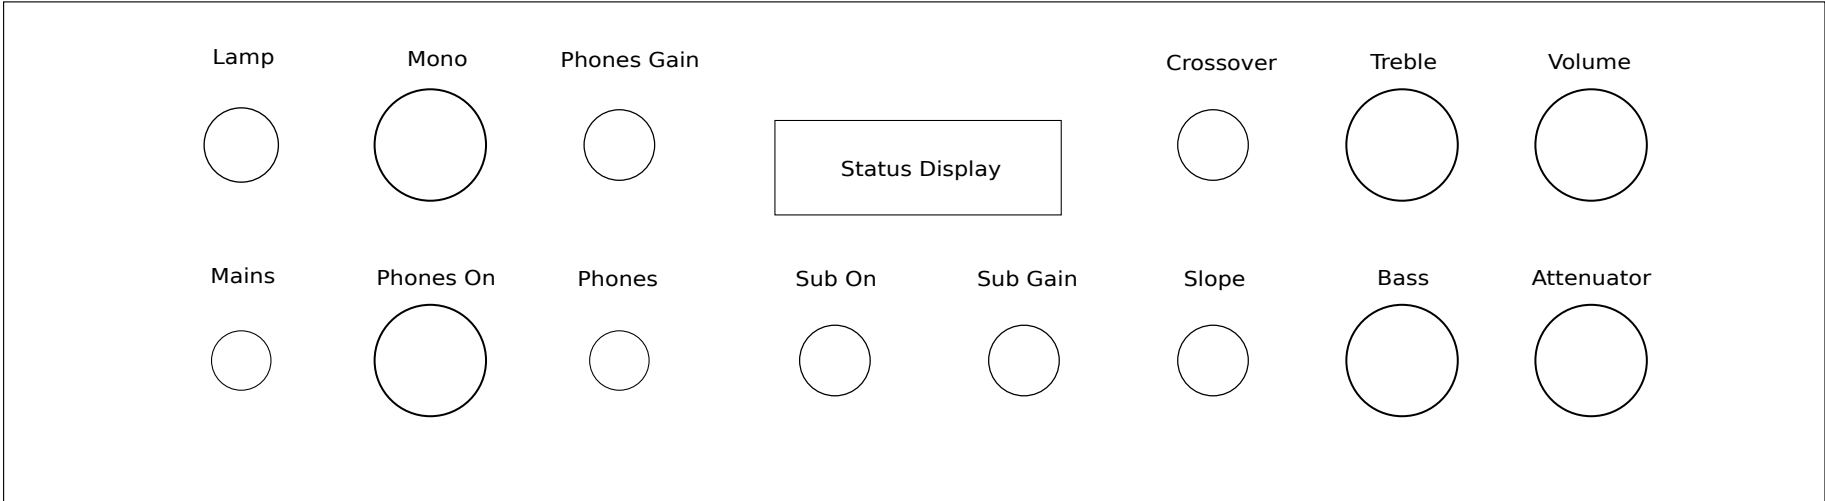 Lamp
Mono
Phones Gain
Crossover
Treble
Volume
Status Display
Mains
Phones On
Phones
Sub On
Sub Gain
Slope
Bass
Attenuator